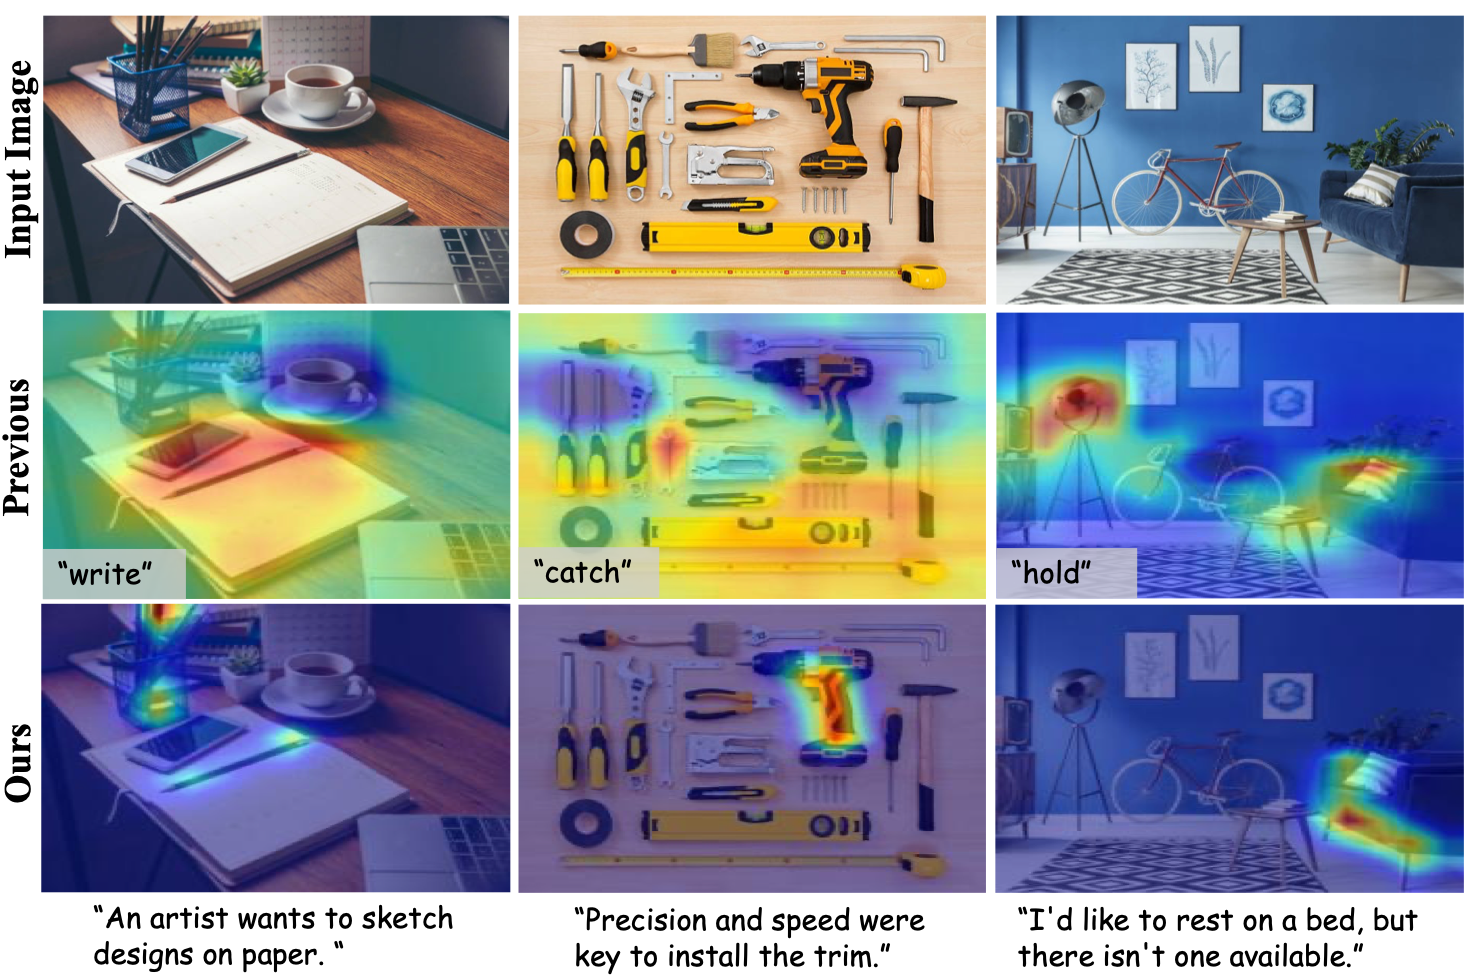 Input Image
Previous
"write"
"catch"
"hold"
Ours
"An artist wants to sketch
designs on paper. "
"Precision and speed were
key to install the trim."
"I'd like to rest on a bed, but
there isn't one available."